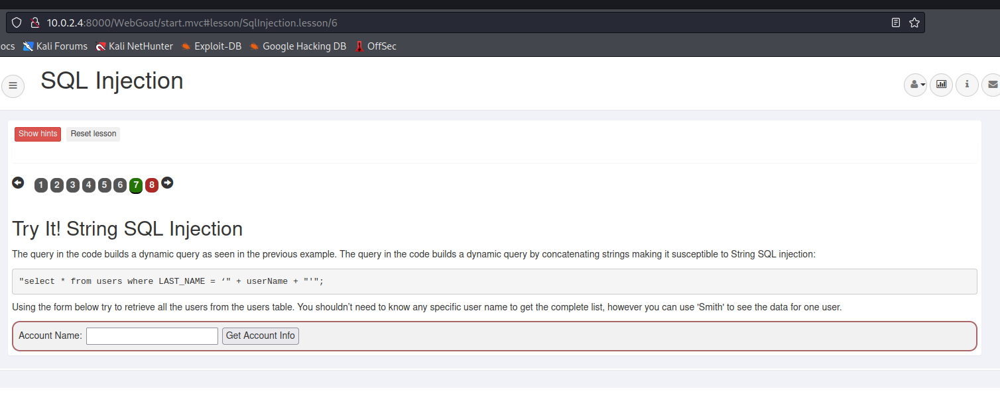 10.0.2.4:8000/WebGoat/start.mvc#lesson/SqlInjection.lesson/6
ocs Kali Forums Kali NetHunter Exploit-DB Google Hacking DB OffSec
SQL Injection
Show hints Reset lesson
1 2 3 4 5 6 7 8
Try It! String SQL Injection
The query in the code builds a dynamic query as seen in the previous example. The query in the code builds a dynamic query by concatenating strings making it susceptible to String SQL injection:
"select * from users where LAST_NAME = ‘" + userName + "'";
Using the form below try to retrieve all the users from the users table. You shouldn’t need to know any specific user name to get the complete list, however you can use 'Smith' to see the data for one user.
Account Name: Get Account Info